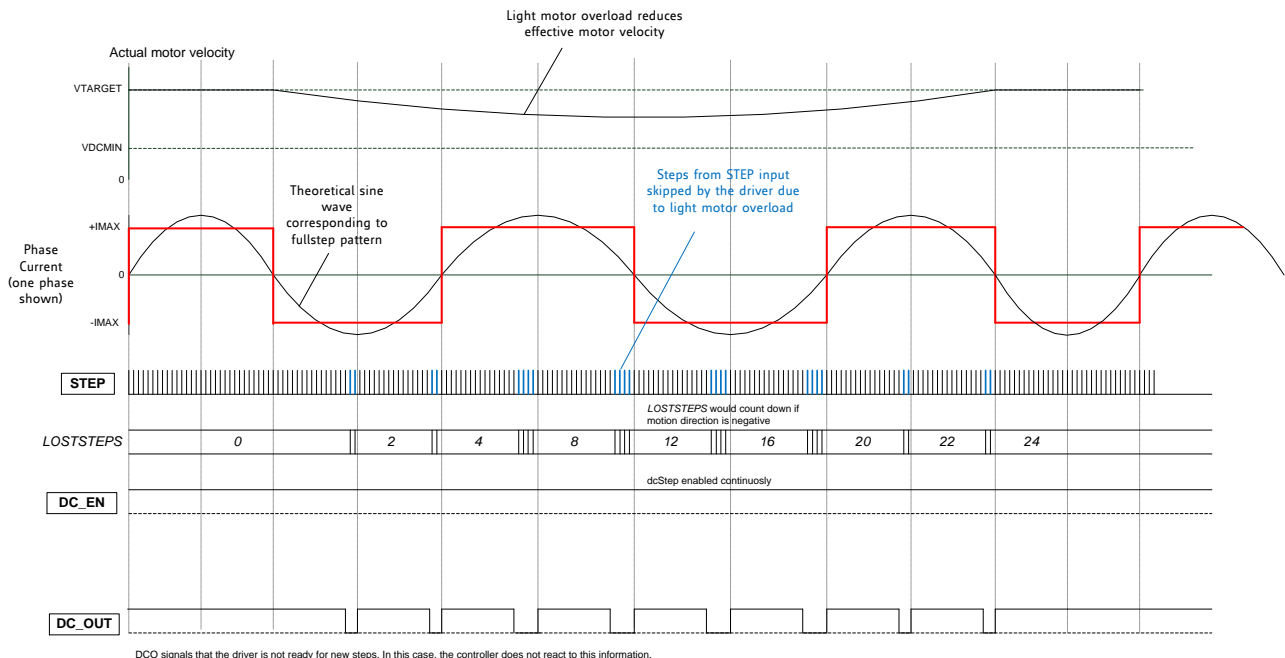 Light motor overload reduces
effective motor velocity
Actual motor velocity
VTARGET
VDCMIN
0
Steps from STEP input
skipped by the driver due
to light motor overload
Theoretical sine
wave
corresponding to
fullstep pattern
+IMAX
Phase
Current
(one phase
shown)
0
-IMAX
STEP
LOSTSTEPS would count down if
motion direction is negative
LOSTSTEPS 0 2 4 8 12 16 20 22 24
dcStep enabled continuosly
DC_EN
DC_OUT
DCO signals that the driver is not ready for new steps. In this case, the controller does not react to this information.